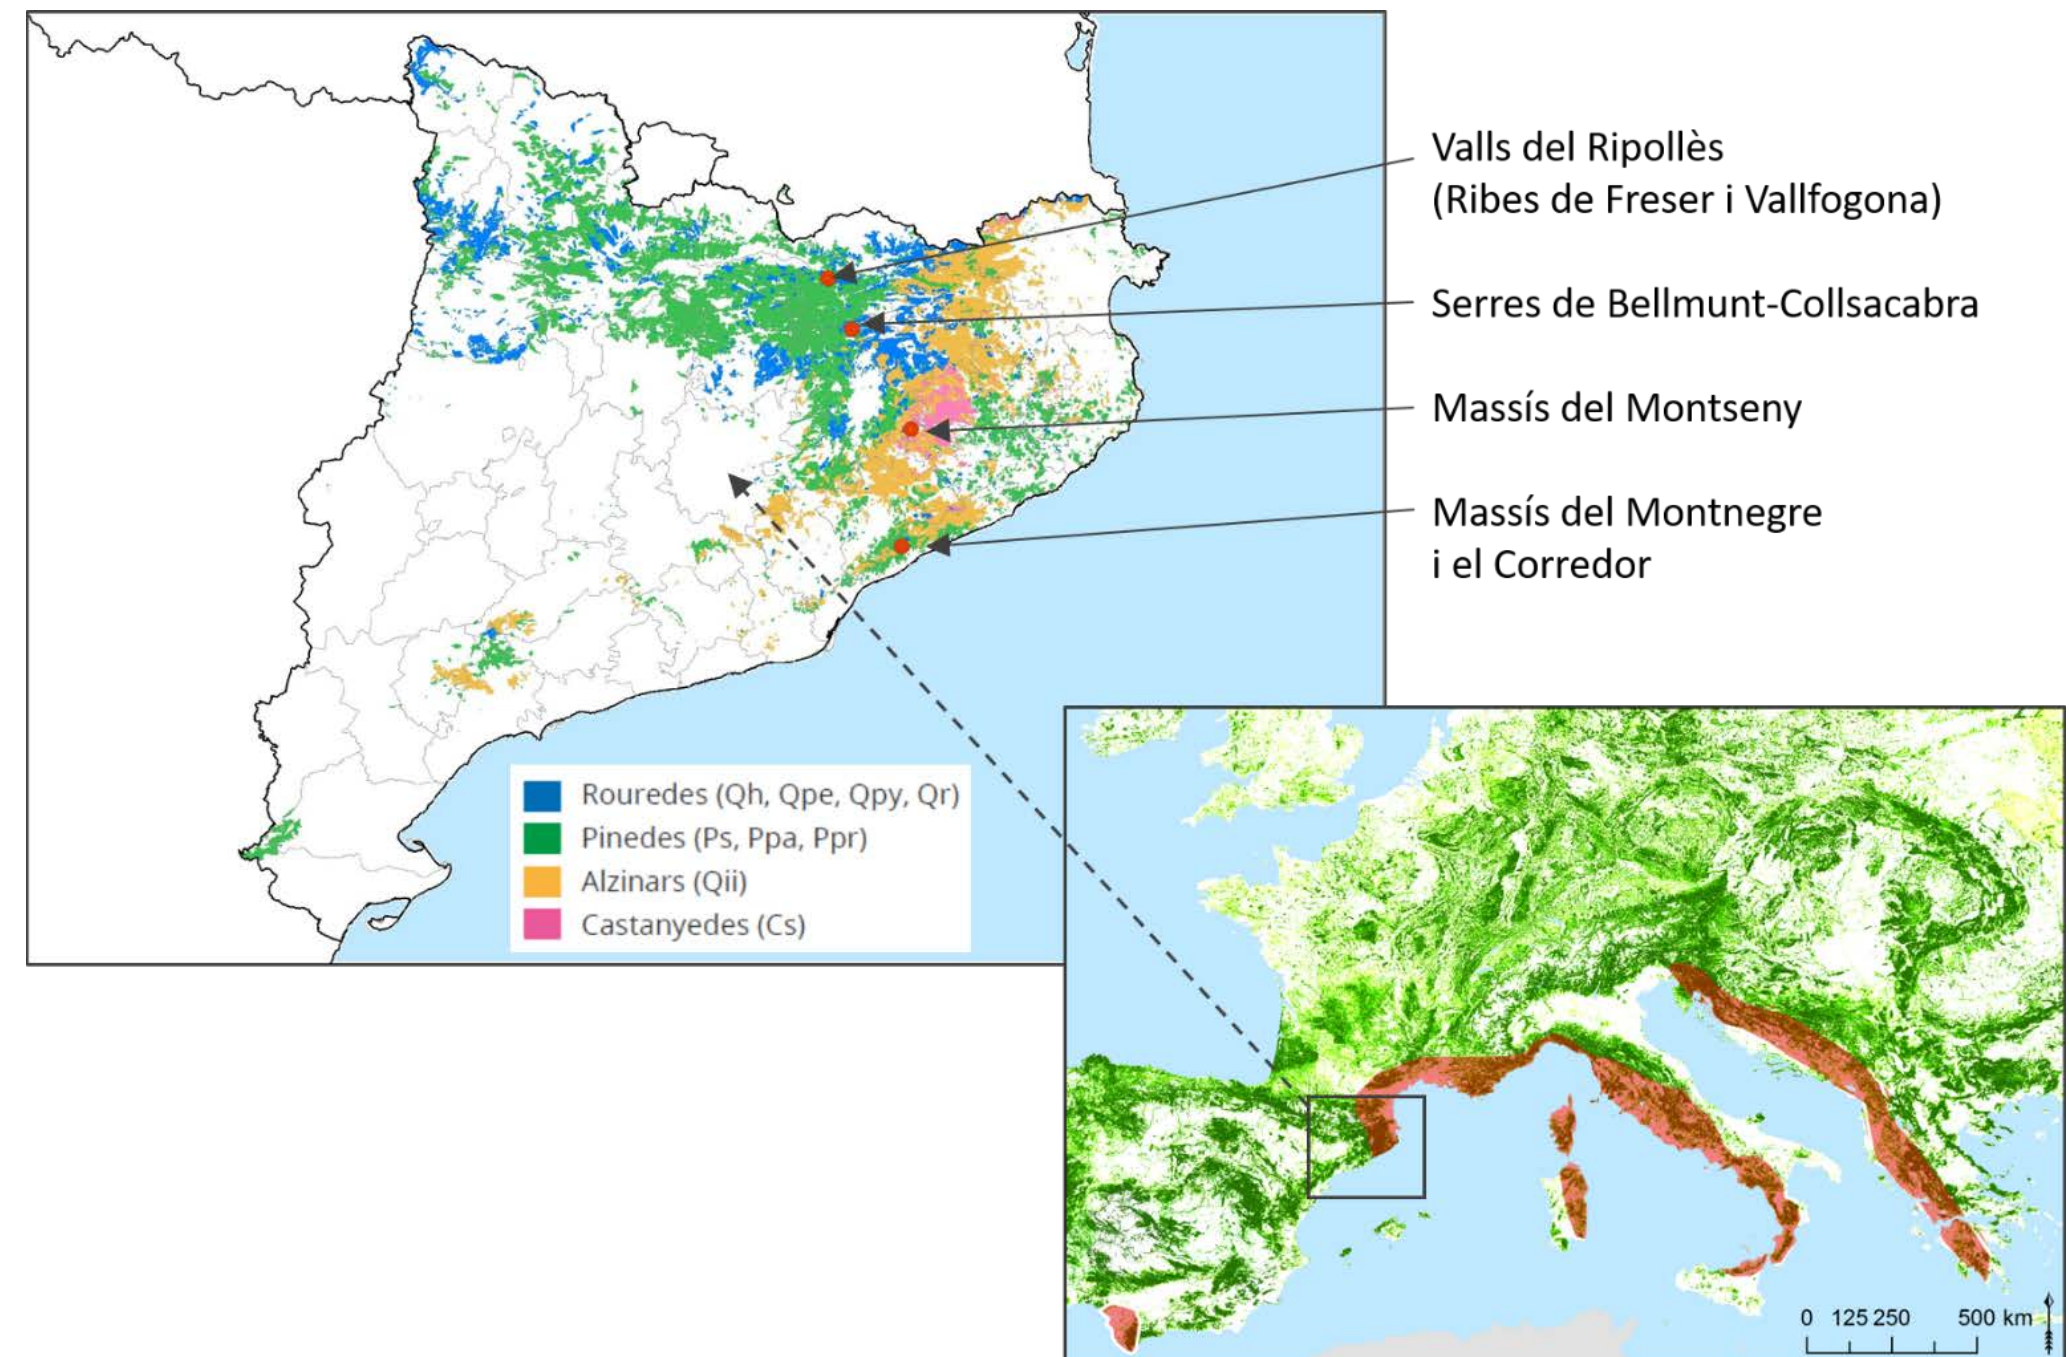 Valls del Ripollès
(Ribes de Freser i Vallfogona)
Serres de Bellmunt-Collsacabra
Massís del Montseny
Massís del Montnegre
i el Corredor
Rouredes (Qh, Qpe, Qpy, Qr)
Pinedes (Ps, Ppa, Ppr)
Alzinars (Qii)
Castanyedes (Cs)
0 125 250 500 km